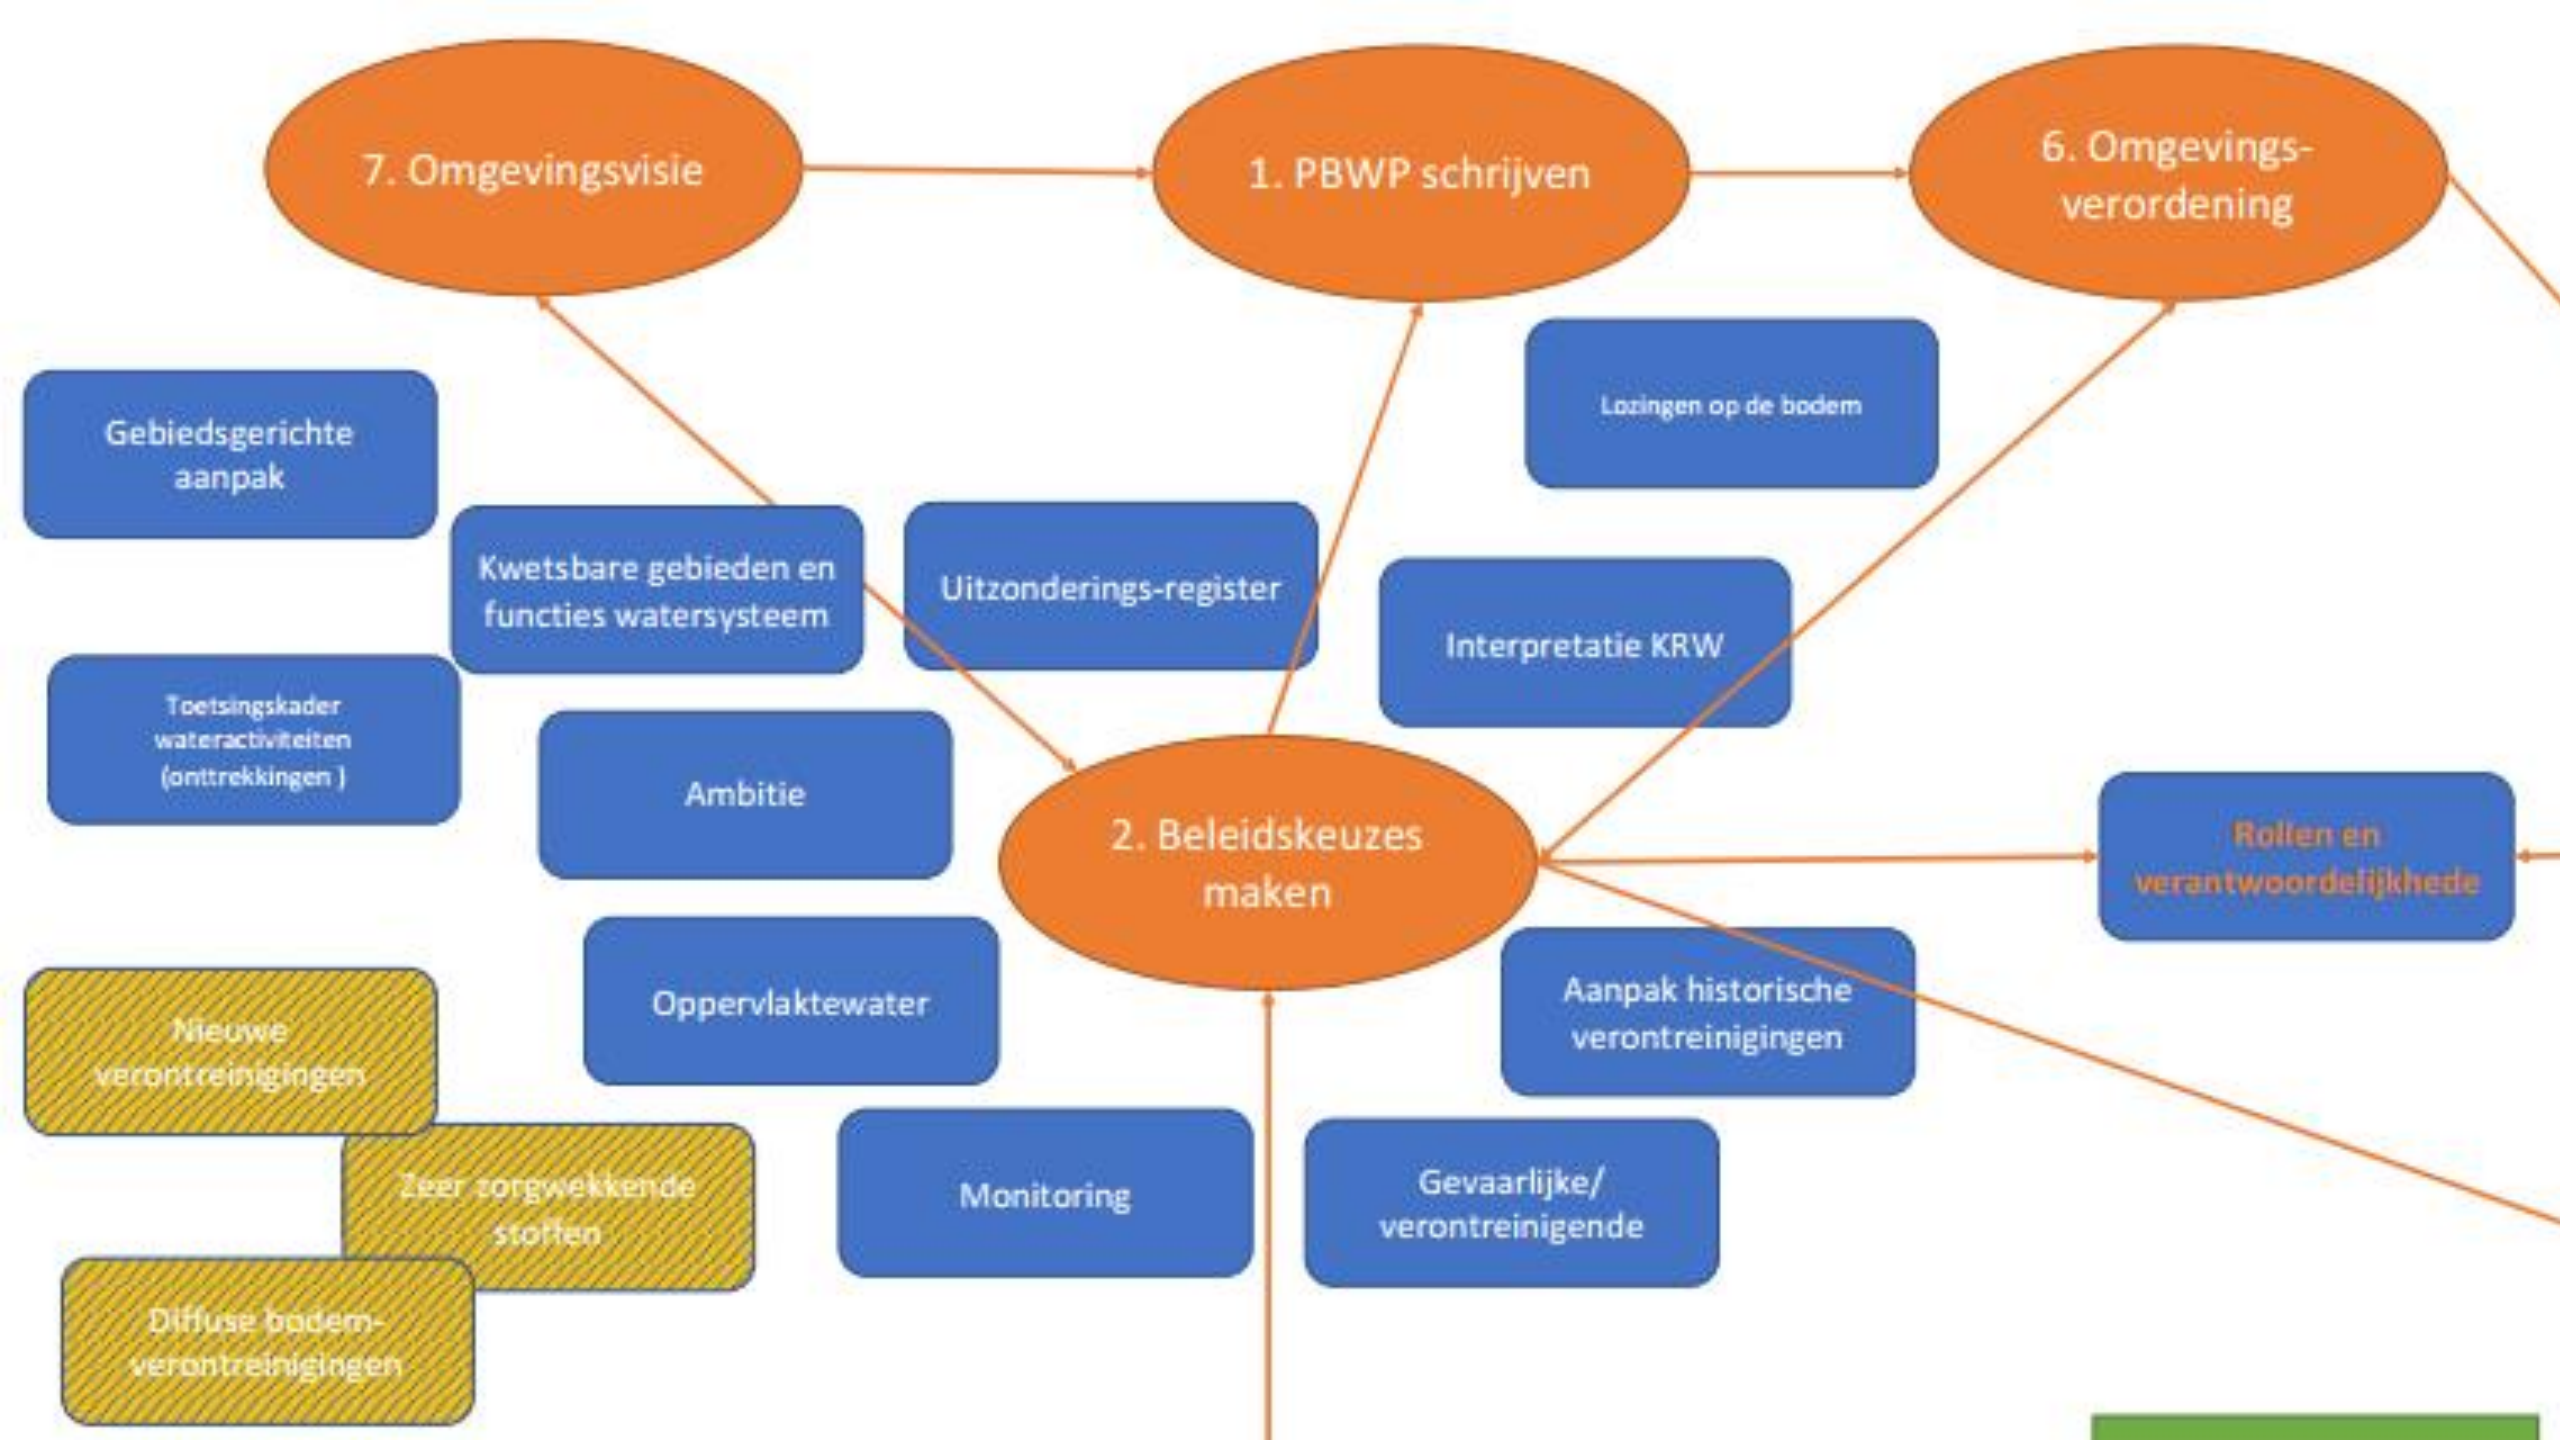 7. Omgevingsvisie
1. PBWP schrijven
6. Omgevings-
verordening
Lozingen op de bodem
Gebiedsgerichte
aanpak
Kwetsbare gebieden en
functies watersysteem
Uitzonderings-register
Interpretatie KRW
Toetsingskader
wateractiviteiten
(onttrekkingen )
Ambitie
2. Beleidskeuzes
maken
Rollen en
verantwoordelijkhede
Oppervlaktewater
Aanpak historische
verontreinigingen
Nieuwe
verontreinigingen
Zeer zorgwekkende
stoffen
Monitoring
Gevaarlijke/
verontreinigende
Diffuse bodem-
verontreinigingen